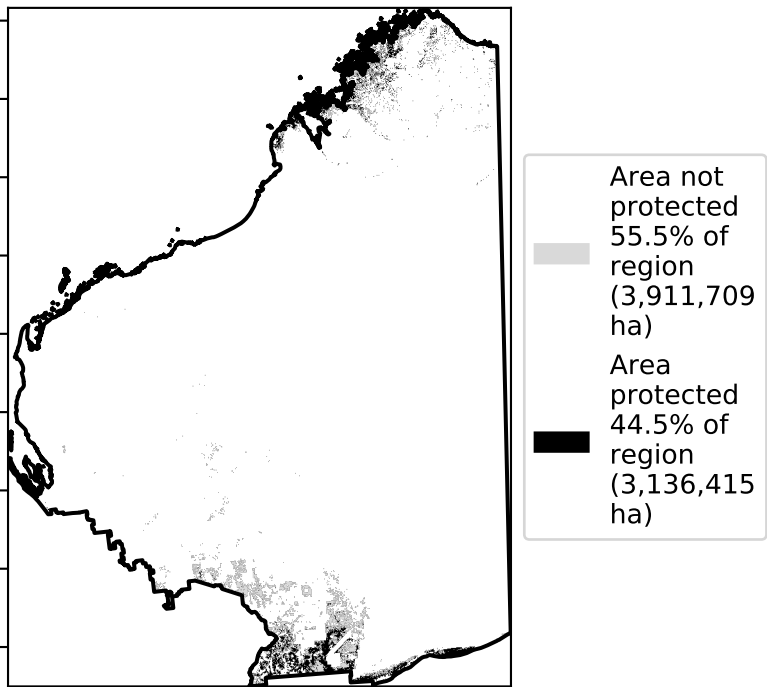 Area not
protected
55.5% of
region
(3,911,709
ha)
Area
protected
44.5% of
region
(3,136,415
ha)